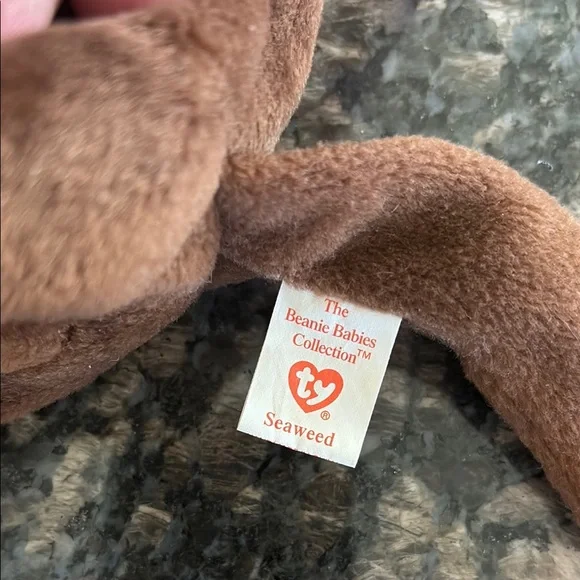 The
Beanie Babies
Collection™
ty
®
Seaweed